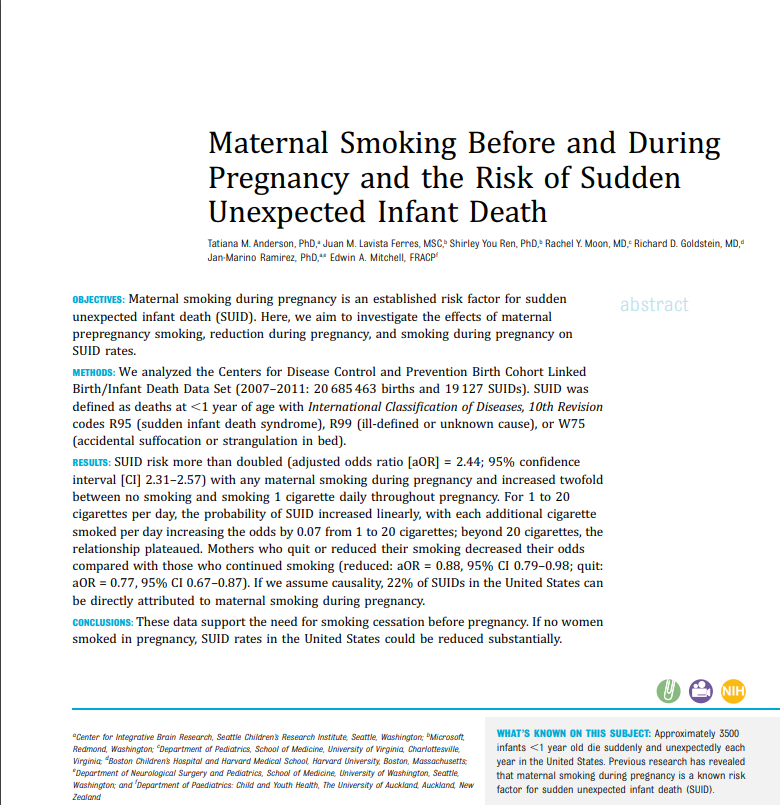 Maternal Smoking Before and During
Pregnancy and the Risk of Sudden
Unexpected Infant Death
Tatiana M. Anderson, PhD,ᵃ Juan M. Lavista Ferres, MSC,ᵇ Shirley You Ren, PhD,ᵇ Rachel Y. Moon, MD,ᶜ Richard D. Goldstein, MD,ᵈ
Jan-Marino Ramirez, PhD,ᵃ,ᵉ Edwin A. Mitchell, FRACPᶠ
abstract
OBJECTIVES: Maternal smoking during pregnancy is an established risk factor for sudden
unexpected infant death (SUID). Here, we aim to investigate the effects of maternal
prepregnancy smoking, reduction during pregnancy, and smoking during pregnancy on
SUID rates.
METHODS: We analyzed the Centers for Disease Control and Prevention Birth Cohort Linked
Birth/Infant Death Data Set (2007–2011: 20 685 463 births and 19 127 SUIDs). SUID was
defined as deaths at <1 year of age with International Classification of Diseases, 10th Revision
codes R95 (sudden infant death syndrome), R99 (ill-defined or unknown cause), or W75
(accidental suffocation or strangulation in bed).
RESULTS: SUID risk more than doubled (adjusted odds ratio [aOR] = 2.44; 95% confidence
interval [CI] 2.31–2.57) with any maternal smoking during pregnancy and increased twofold
between no smoking and smoking 1 cigarette daily throughout pregnancy. For 1 to 20
cigarettes per day, the probability of SUID increased linearly, with each additional cigarette
smoked per day increasing the odds by 0.07 from 1 to 20 cigarettes; beyond 20 cigarettes, the
relationship plateaued. Mothers who quit or reduced their smoking decreased their odds
compared with those who continued smoking (reduced: aOR = 0.88, 95% CI 0.79–0.98; quit:
aOR = 0.77, 95% CI 0.67–0.87). If we assume causality, 22% of SUIDs in the United States can
be directly attributed to maternal smoking during pregnancy.
CONCLUSIONS: These data support the need for smoking cessation before pregnancy. If no women
smoked in pregnancy, SUID rates in the United States could be reduced substantially.
NIH
ᵃCenter for Integrative Brain Research, Seattle Children's Research Institute, Seattle, Washington; ᵇMicrosoft,
Redmond, Washington; ᶜDepartment of Pediatrics, School of Medicine, University of Virginia, Charlottesville,
Virginia; ᵈBoston Children's Hospital and Harvard Medical School, Harvard University, Boston, Massachusetts;
ᵉDepartment of Neurological Surgery and Pediatrics, School of Medicine, University of Washington, Seattle,
Washington; and ᶠDepartment of Paediatrics: Child and Youth Health, The University of Auckland, Auckland, New
Zealand
WHAT'S KNOWN ON THIS SUBJECT: Approximately 3500
infants <1 year old die suddenly and unexpectedly each
year in the United States. Previous research has revealed
that maternal smoking during pregnancy is a known risk
factor for sudden unexpected infant death (SUID).